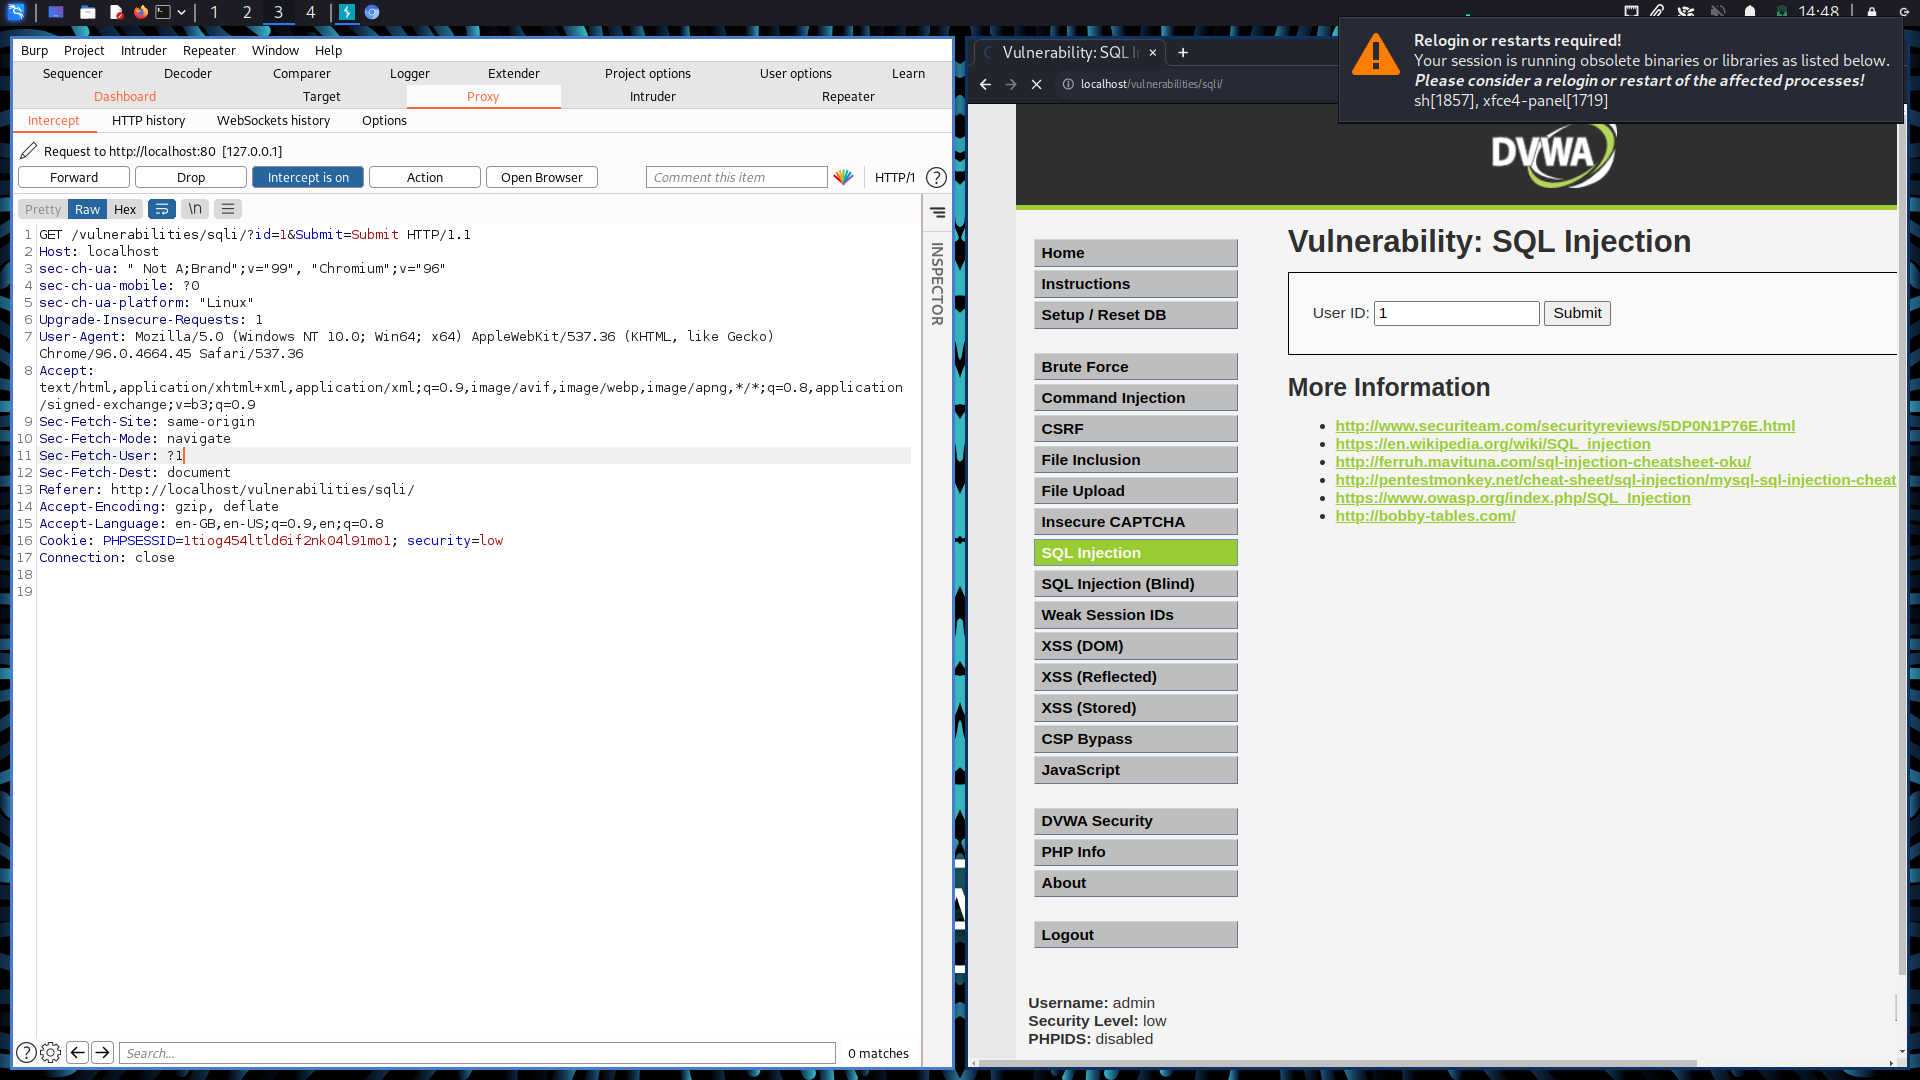 1 2 3 4 14:48
Burp Project Intruder Repeater Window Help
Sequencer Decoder Comparer Logger Extender Project options User options Learn
Dashboard Target Proxy Intruder Repeater
Intercept HTTP history WebSockets history Options
Request to http://localhost:80 [127.0.0.1]
Forward Drop Intercept is on Action Open Browser Comment this item HTTP/1 ?
Pretty Raw Hex \n
INSPECTOR
1 GET /vulnerabilities/sqli/?id=1&Submit=Submit HTTP/1.1
2 Host: localhost
3 sec-ch-ua: " Not A;Brand";v="99", "Chromium";v="96"
4 sec-ch-ua-mobile: ?0
5 sec-ch-ua-platform: "Linux"
6 Upgrade-Insecure-Requests: 1
7 User-Agent: Mozilla/5.0 (Windows NT 10.0; Win64; x64) AppleWebKit/537.36 (KHTML, like Gecko)
Chrome/96.0.4664.45 Safari/537.36
8 Accept:
text/html,application/xhtml+xml,application/xml;q=0.9,image/avif,image/webp,image/apng,*/*;q=0.8,application
/signed-exchange;v=b3;q=0.9
9 Sec-Fetch-Site: same-origin
10 Sec-Fetch-Mode: navigate
11 Sec-Fetch-User: ?1
12 Sec-Fetch-Dest: document
13 Referer: http://localhost/vulnerabilities/sqli/
14 Accept-Encoding: gzip, deflate
15 Accept-Language: en-GB,en-US;q=0.9,en;q=0.8
16 Cookie: PHPSESSID=1tiog454ltld6if2nk04l91mo1; security=low
17 Connection: close
18
19
? Search... 0 matches
Vulnerability: SQL In × +
localhost/vulnerabilities/sqli/
Relogin or restarts required!
Your session is running obsolete binaries or libraries as listed below.
Please consider a relogin or restart of the affected processes!
sh[1857], xfce4-panel[1719]
DVWA
Home
Instructions
Setup / Reset DB
Brute Force
Command Injection
CSRF
File Inclusion
File Upload
Insecure CAPTCHA
SQL Injection
SQL Injection (Blind)
Weak Session IDs
XSS (DOM)
XSS (Reflected)
XSS (Stored)
CSP Bypass
JavaScript
DVWA Security
PHP Info
About
Logout
Vulnerability: SQL Injection
User ID: 1 Submit
More Information
http://www.securiteam.com/securityreviews/5DP0N1P76E.html
https://en.wikipedia.org/wiki/SQL_injection
http://ferruh.mavituna.com/sql-injection-cheatsheet-oku/
http://pentestmonkey.net/cheat-sheet/sql-injection/mysql-sql-injection-cheat
https://www.owasp.org/index.php/SQL_Injection
http://bobby-tables.com/
Username: admin
Security Level: low
PHPIDS: disabled